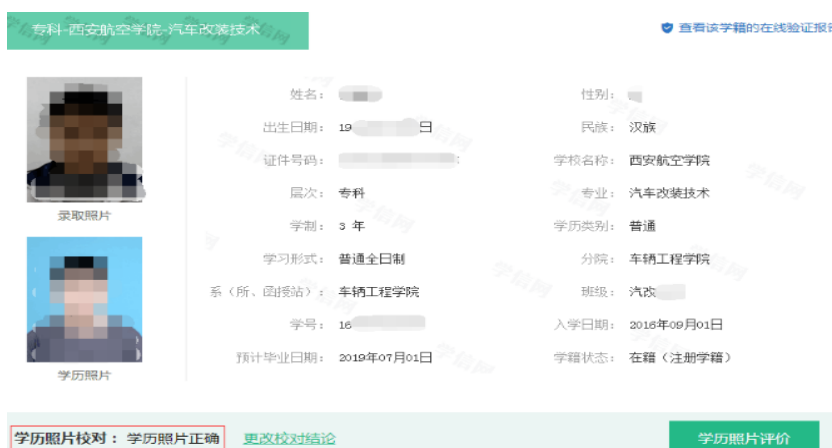 专科-西安航空学院-汽车改装技术
查看该学籍的在线验证报告
姓名：
性别：
出生日期：19 日
民族：汉族
证件号码：
学校名称：西安航空学院
层次：专科
专业：汽车改装技术
录取照片
学制：3 年
学历类别：普通
学习形式：普通全日制
分院：车辆工程学院
系（所、函授站）：车辆工程学院
班级：汽改
学号：16
入学日期：2016年09月01日
预计毕业日期：2019年07月01日
学籍状态：在籍（注册学籍）
学历照片
学历照片校对：学历照片正确
更改校对结论
学历照片评价
学信网